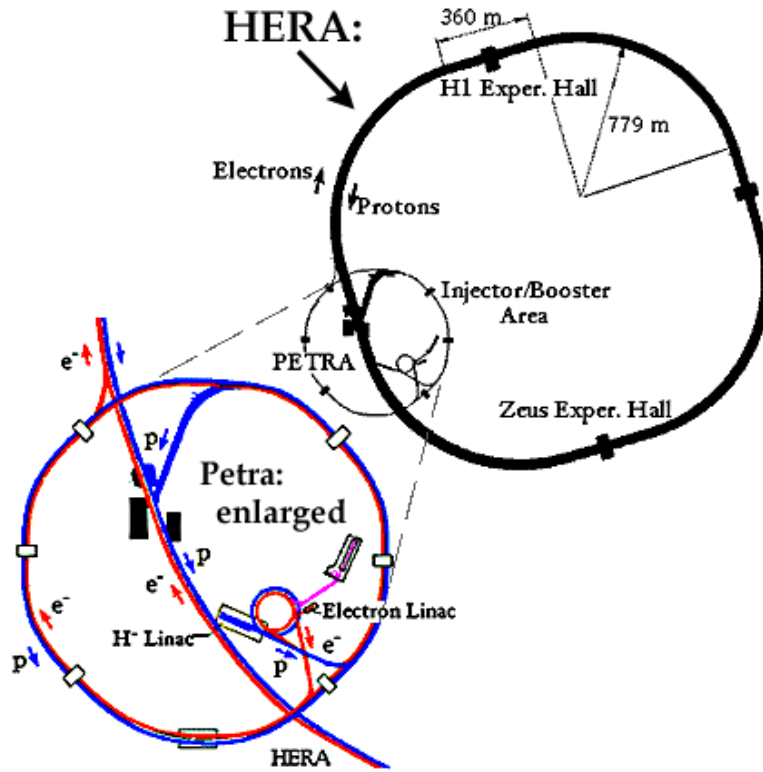 HERA:
360 m
H1 Exper. Hall
779 m
Electrons
Protons
Injector/Booster
Area
PETRA
Zeus Exper. Hall
e-
p
Petra:
enlarged
p
e-
Electron Linac
e-
H- Linac
p
e-
p
HERA